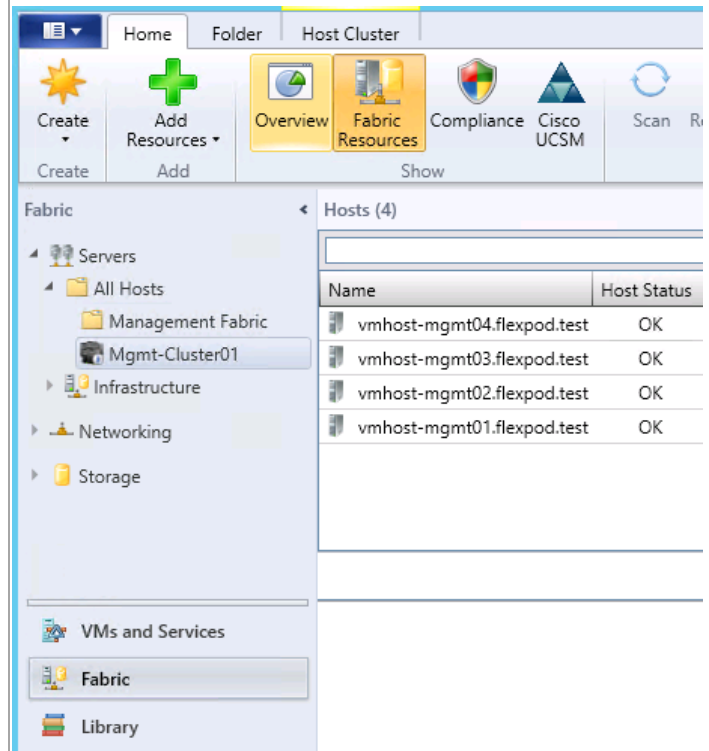 Home Folder Host Cluster
Create Add Resources Overview Fabric Resources Compliance Cisco UCSM Scan
Create Add Show
Fabric
Servers
All Hosts
Management Fabric
Mgmt-Cluster01
Infrastructure
Networking
Storage
Hosts (4)
Name Host Status
vmhost-mgmt04.flexpod.test OK
vmhost-mgmt03.flexpod.test OK
vmhost-mgmt02.flexpod.test OK
vmhost-mgmt01.flexpod.test OK
VMs and Services
Fabric
Library